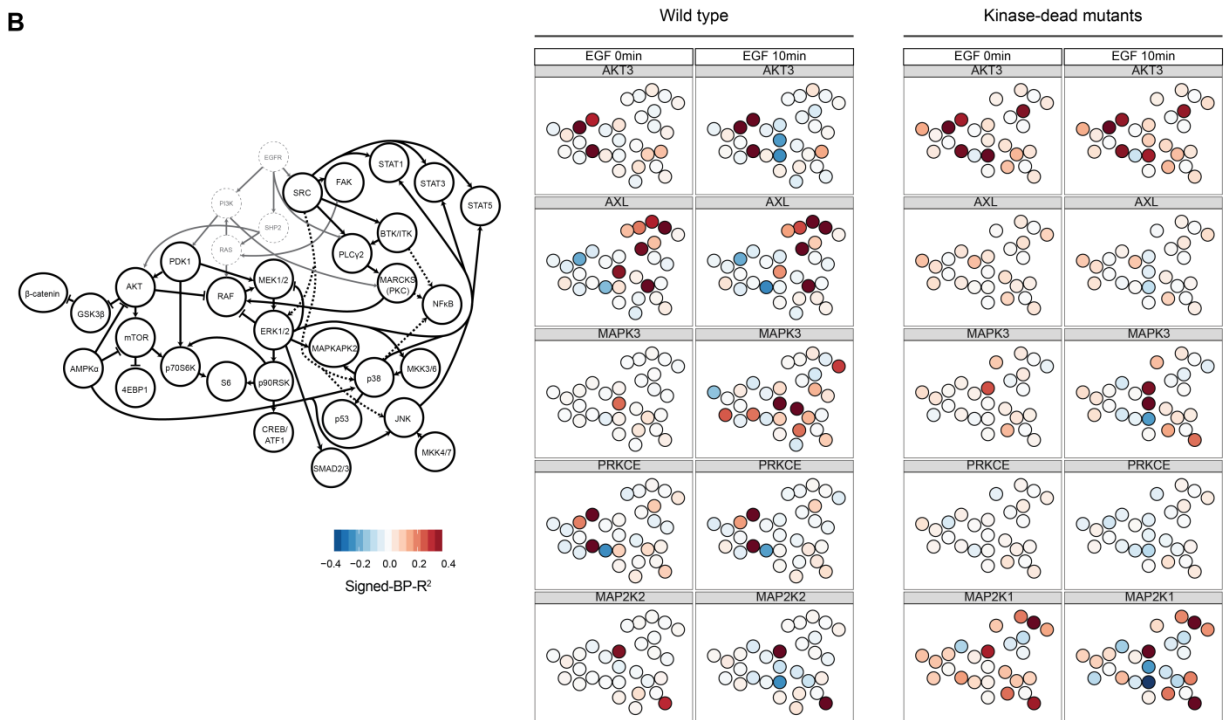 B
Wild type
Kinase-dead mutants
EGF 0min
EGF 10min
EGF 0min
EGF 10min
AKT3
AKT3
AKT3
AKT3
AXL
AXL
AXL
AXL
MAPK3
MAPK3
MAPK3
MAPK3
PRKCE
PRKCE
PRKCE
PRKCE
MAP2K2
MAP2K2
MAP2K1
MAP2K1
EGFR
STAT1
FAK
SRC
STAT3
STAT5
PI3K
SHP2
BTK/ITK
RAS
PLCγ2
PDK1
MEK1/2
MARCKS
(PKC)
AKT
RAF
NFκB
β-catenin
GSK3β
ERK1/2
mTOR
MAPKAPK2
AMPKα
p70S6K
MKK3/6
p38
4EBP1
S6
p90RSK
p53
JNK
CREB/
ATF1
MKK4/7
SMAD2/3
−0.4
−0.2
0.0
0.2
0.4
Signed-BP-R²